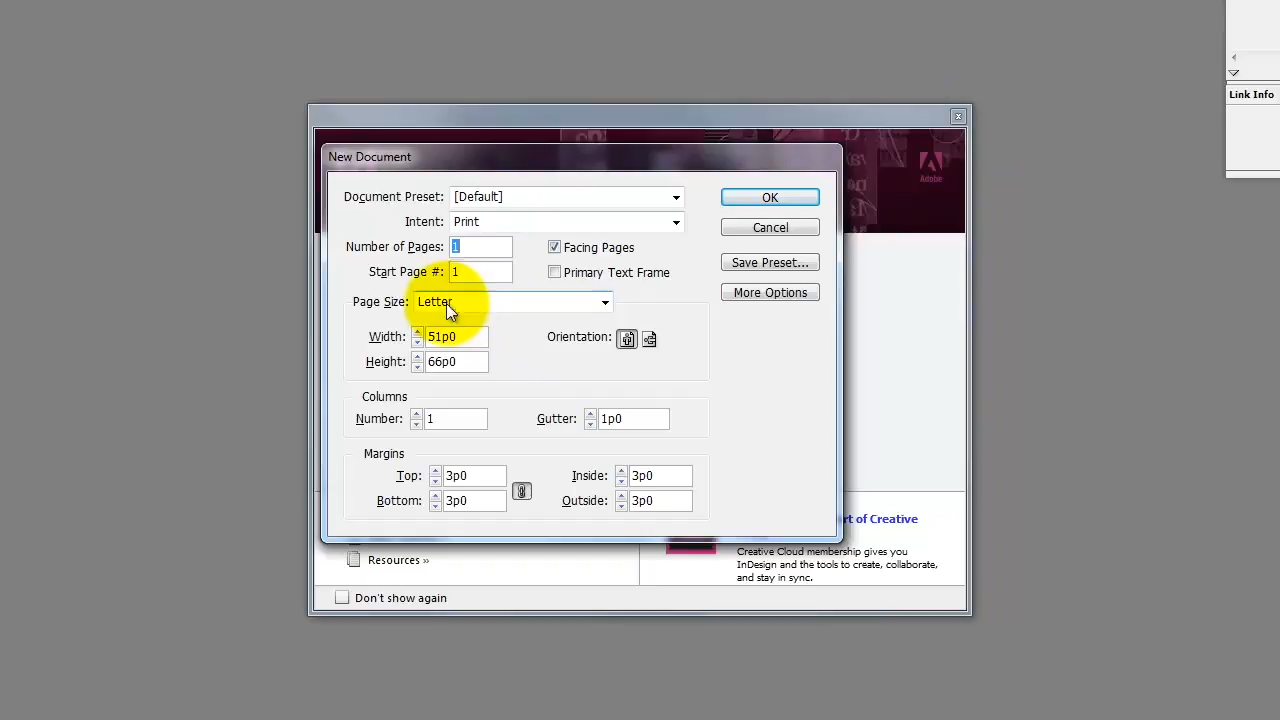 Link Info
Adobe
New Document
Document Preset: [Default]
OK
Intent: Print
Cancel
Number of Pages: 1
Facing Pages
Start Page #: 1
Primary Text Frame
Save Preset...
Page Size: Letter
More Options
Width: 51p0
Orientation:
Height: 66p0
Columns
Number: 1
Gutter: 1p0
Margins
Top: 3p0
Inside: 3p0
Bottom: 3p0
Outside: 3p0
rt of Creative
Creative Cloud membership gives you
InDesign and the tools to create, collaborate,
and stay in sync.
Resources »
Don't show again